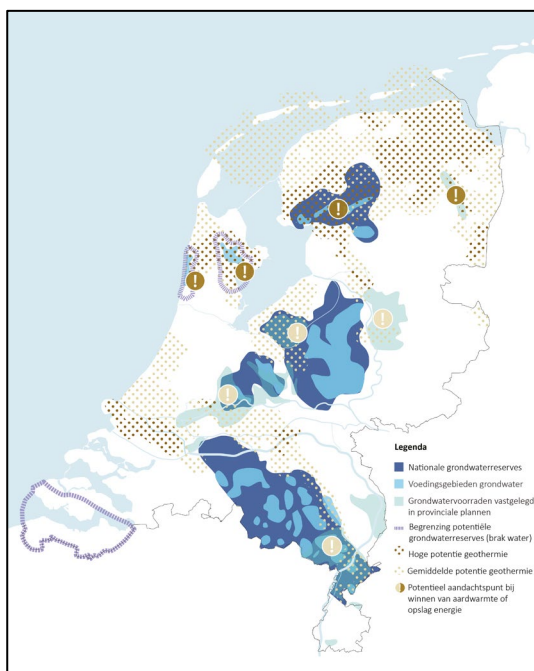 Legenda
Nationale grondwaterreserves
Voedingsgebieden grondwater
Grondwatervoorraden vastgelegd
in provinciale plannen
Begrenzing potentiële
grondwaterreserves (brak water)
Hoge potentie geothermie
Gemiddelde potentie geothermie
Potentieel aandachtspunt bij
winnen van aardwarmte of
opslag energie